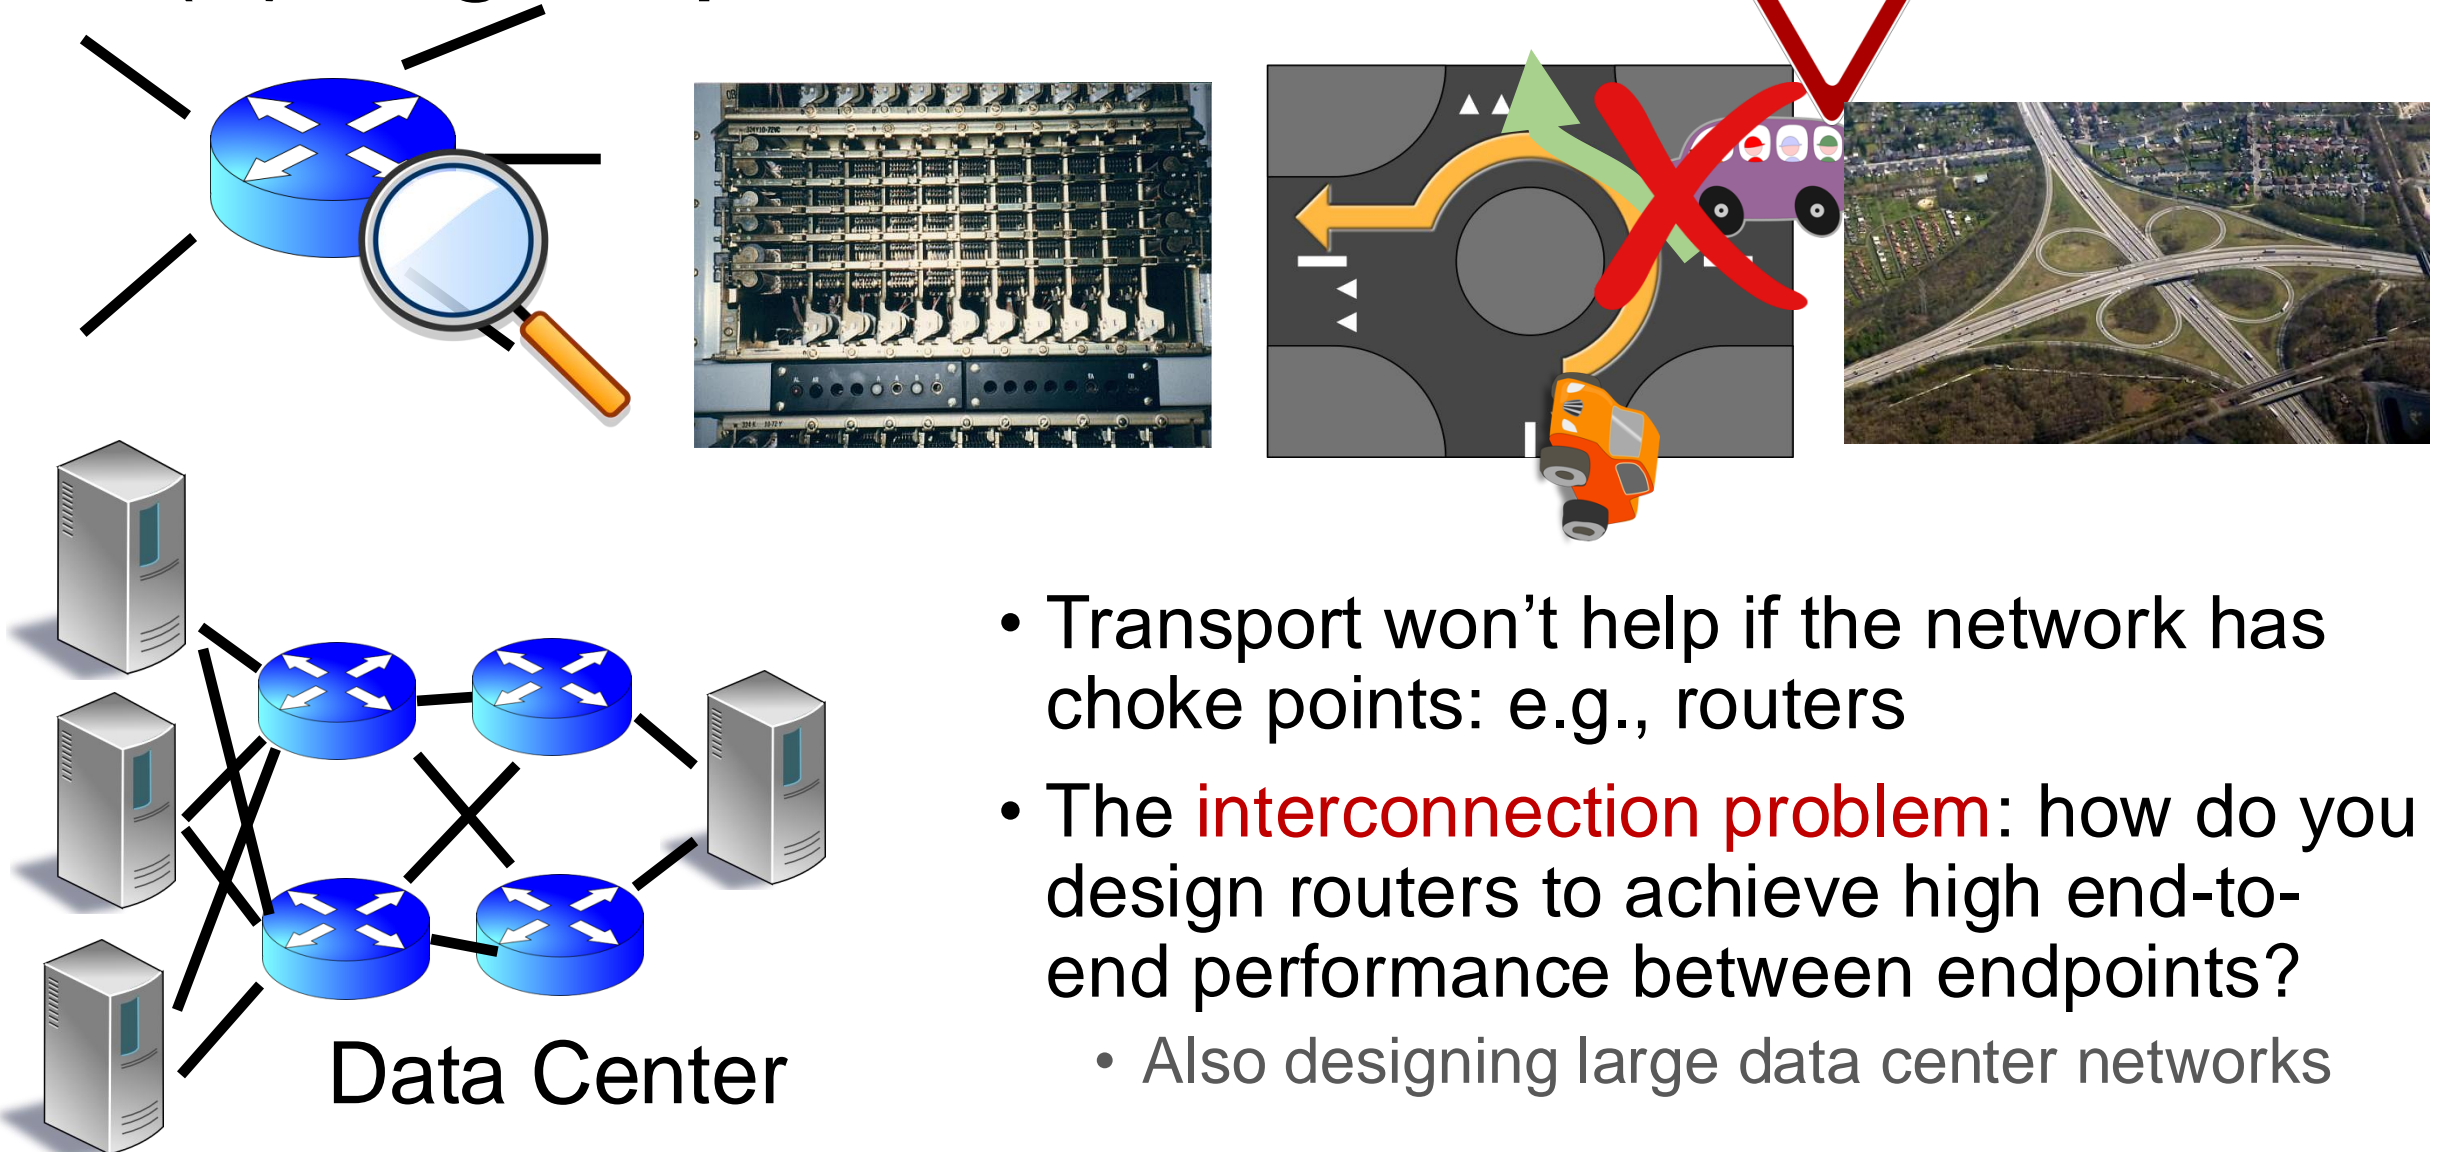 • Transport won’t help if the network has
choke points: e.g., routers
• The interconnection problem: how do you
design routers to achieve high end-to-
end performance between endpoints?
• Also designing large data center networks
Data Center